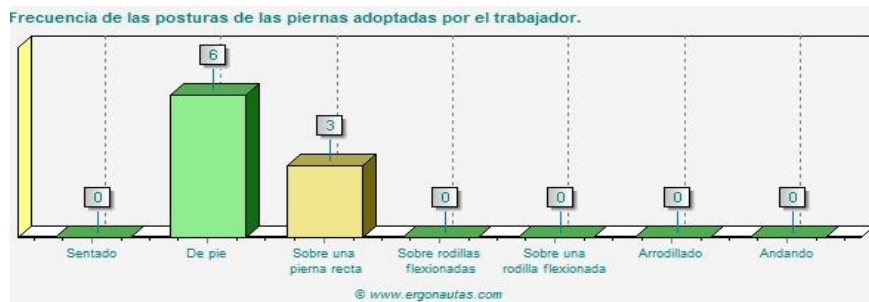 Frecuencia de las posturas de las piernas adoptadas por el trabajador.
6
3
0
0
0
0
0
Sentado
De pie
Sobre una
pierna recta
Sobre rodillas
flexionadas
Sobre una
rodilla flexionada
Arrodillado
Andando
© www.ergonautas.com